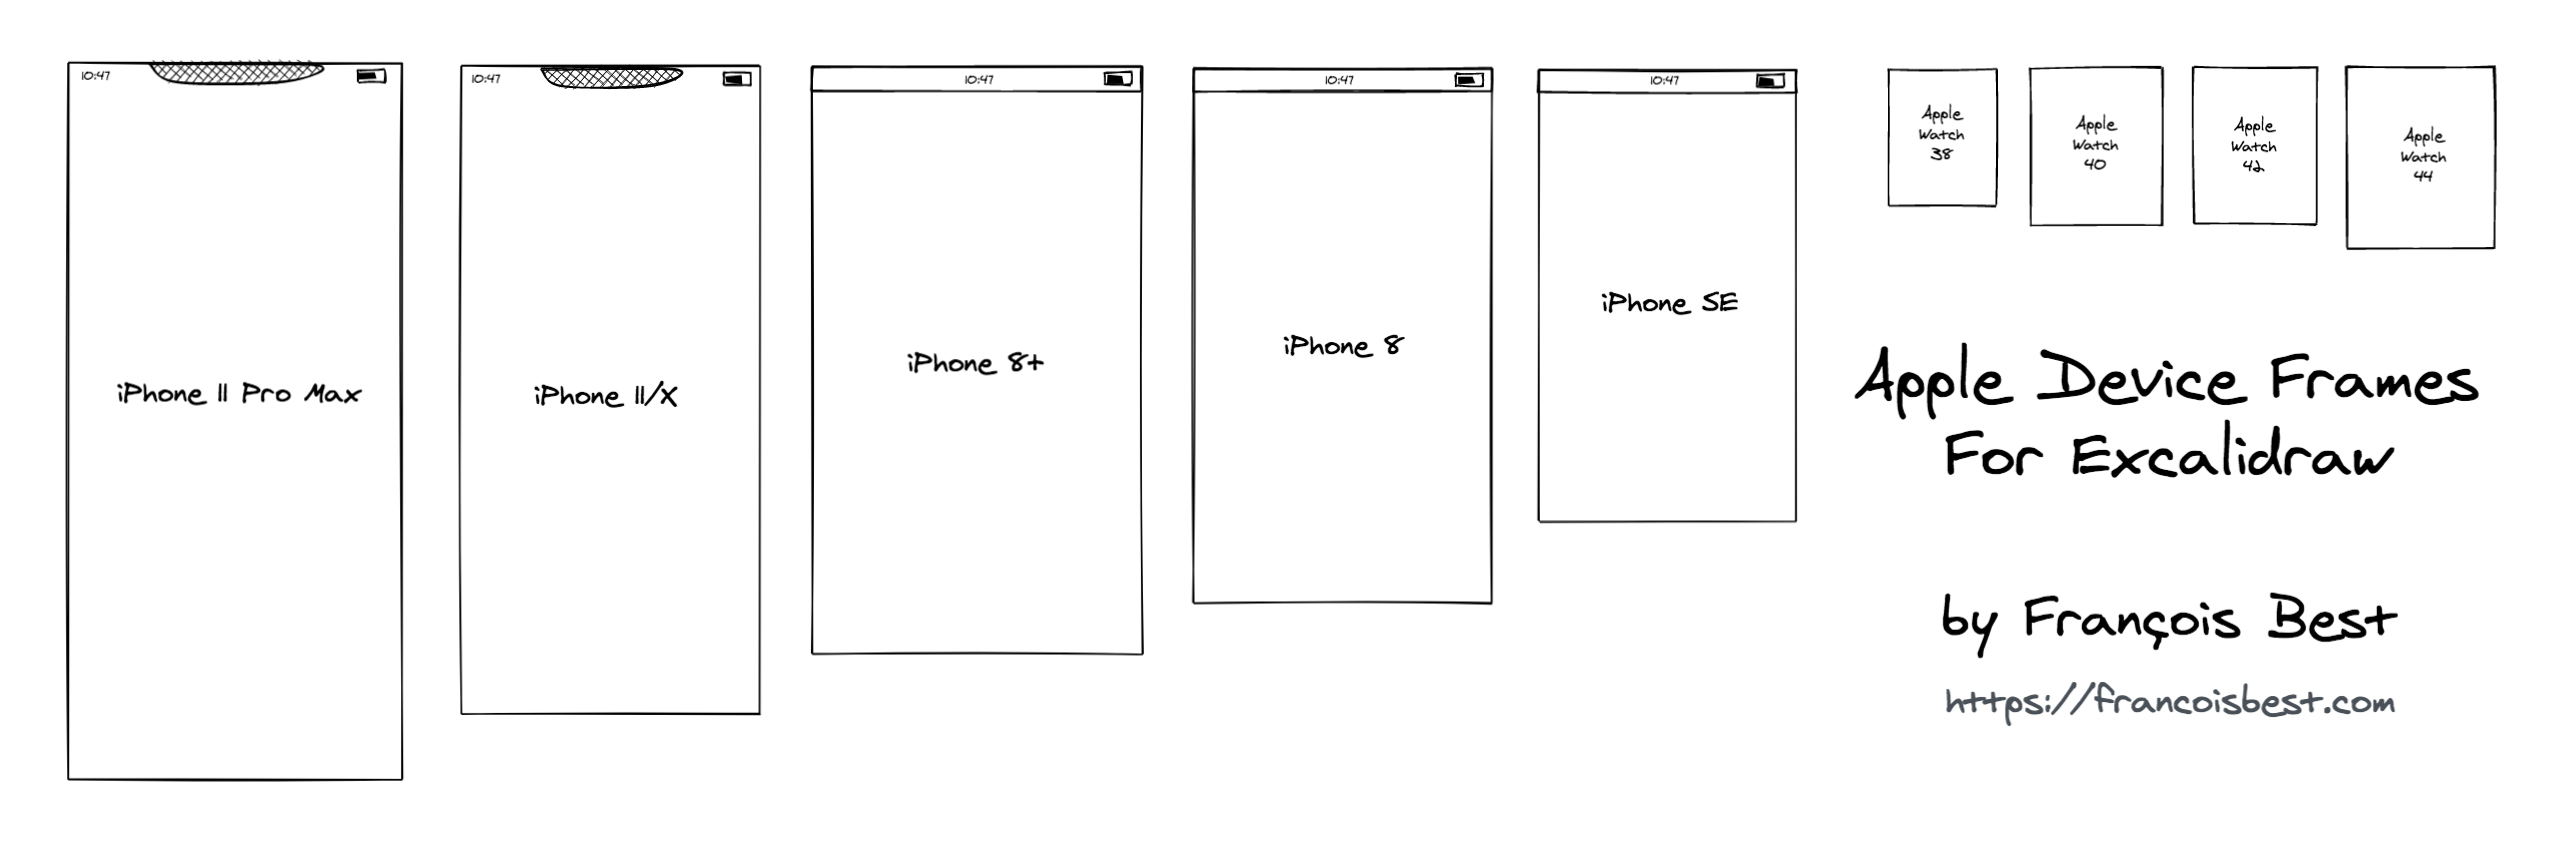 10:47
iPhone 11 Pro Max
10:47
iPhone 11/X
10:47
iPhone 8+
10:47
iPhone 8
10:47
iPhone SE
Apple
Watch
38
Apple
Watch
40
Apple
Watch
42
Apple
Watch
44
Apple Device Frames
For Excalidraw
by François Best
https://francoisbest.com